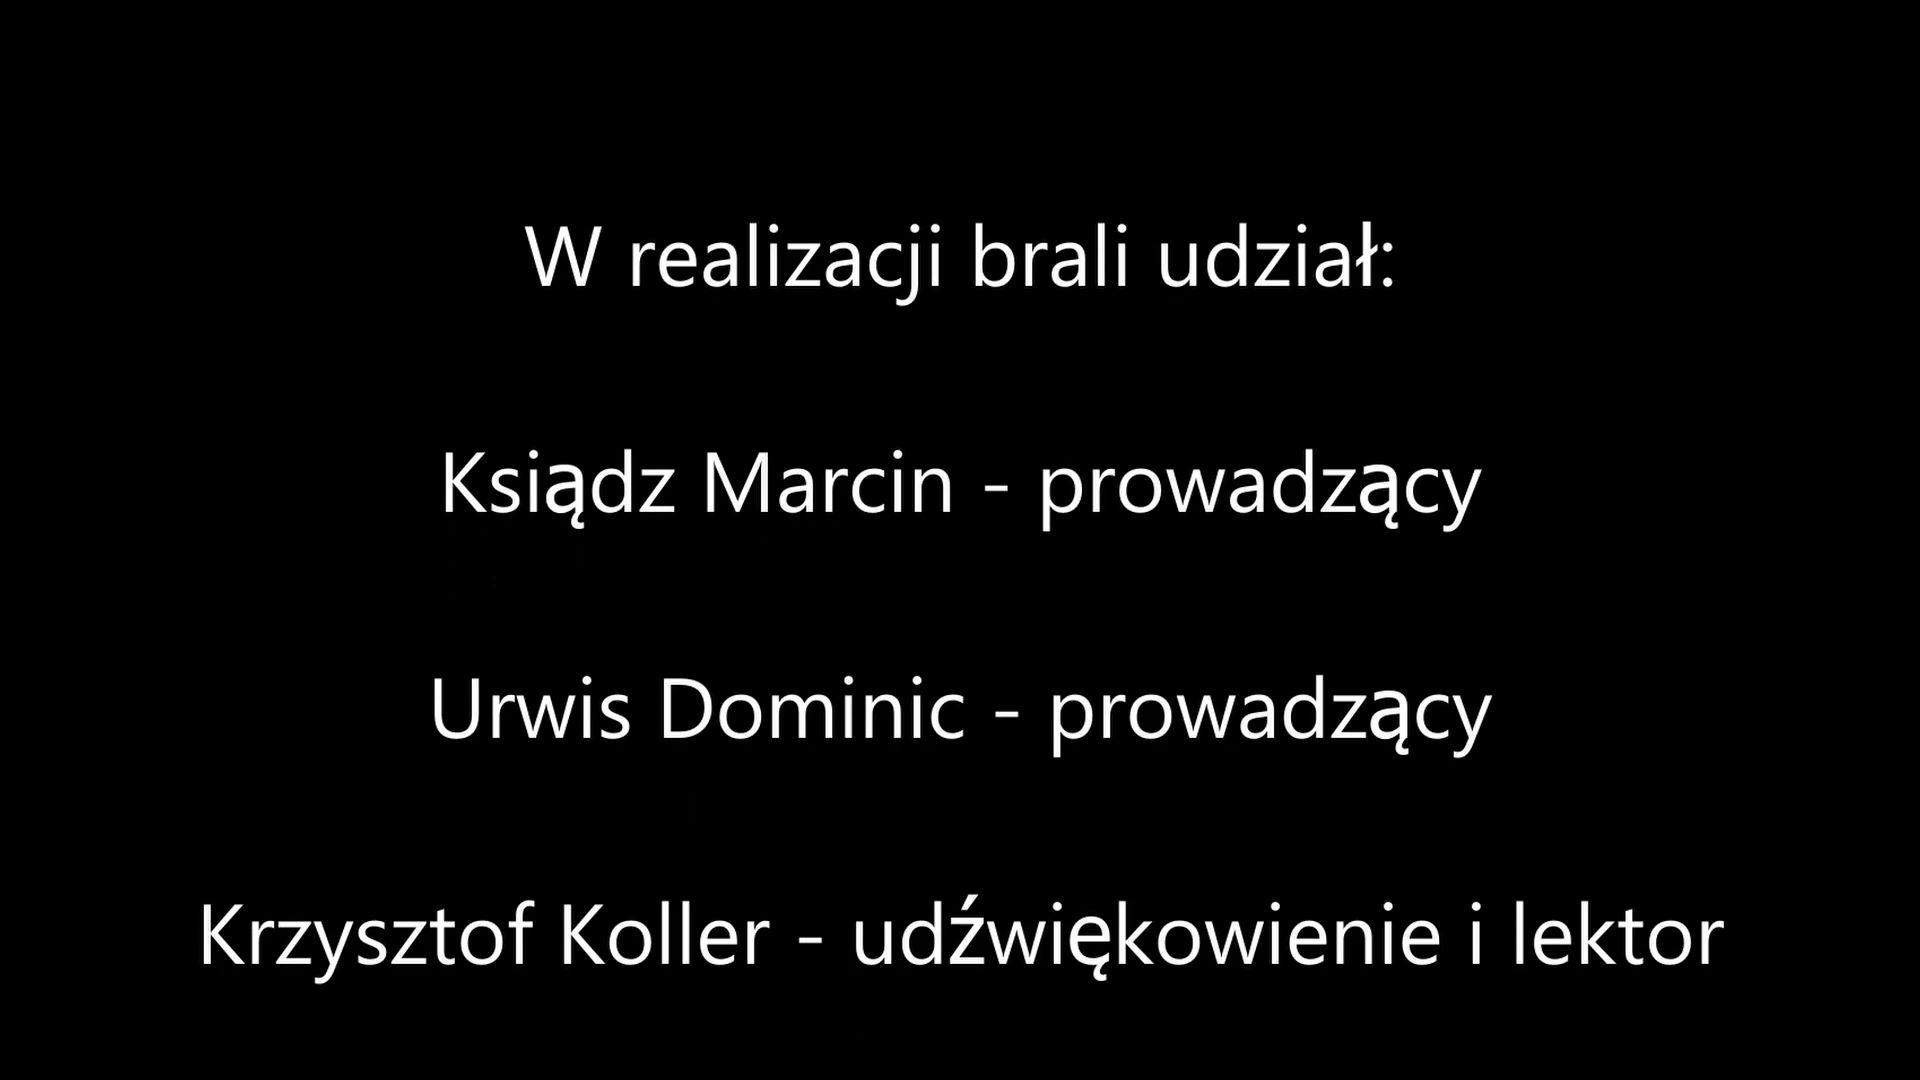 W realizacji brali udział:
Ksiądz Marcin - prowadzący
Urwis Dominic - prowadzący
Krzysztof Koller - udźwiękowienie i lektor